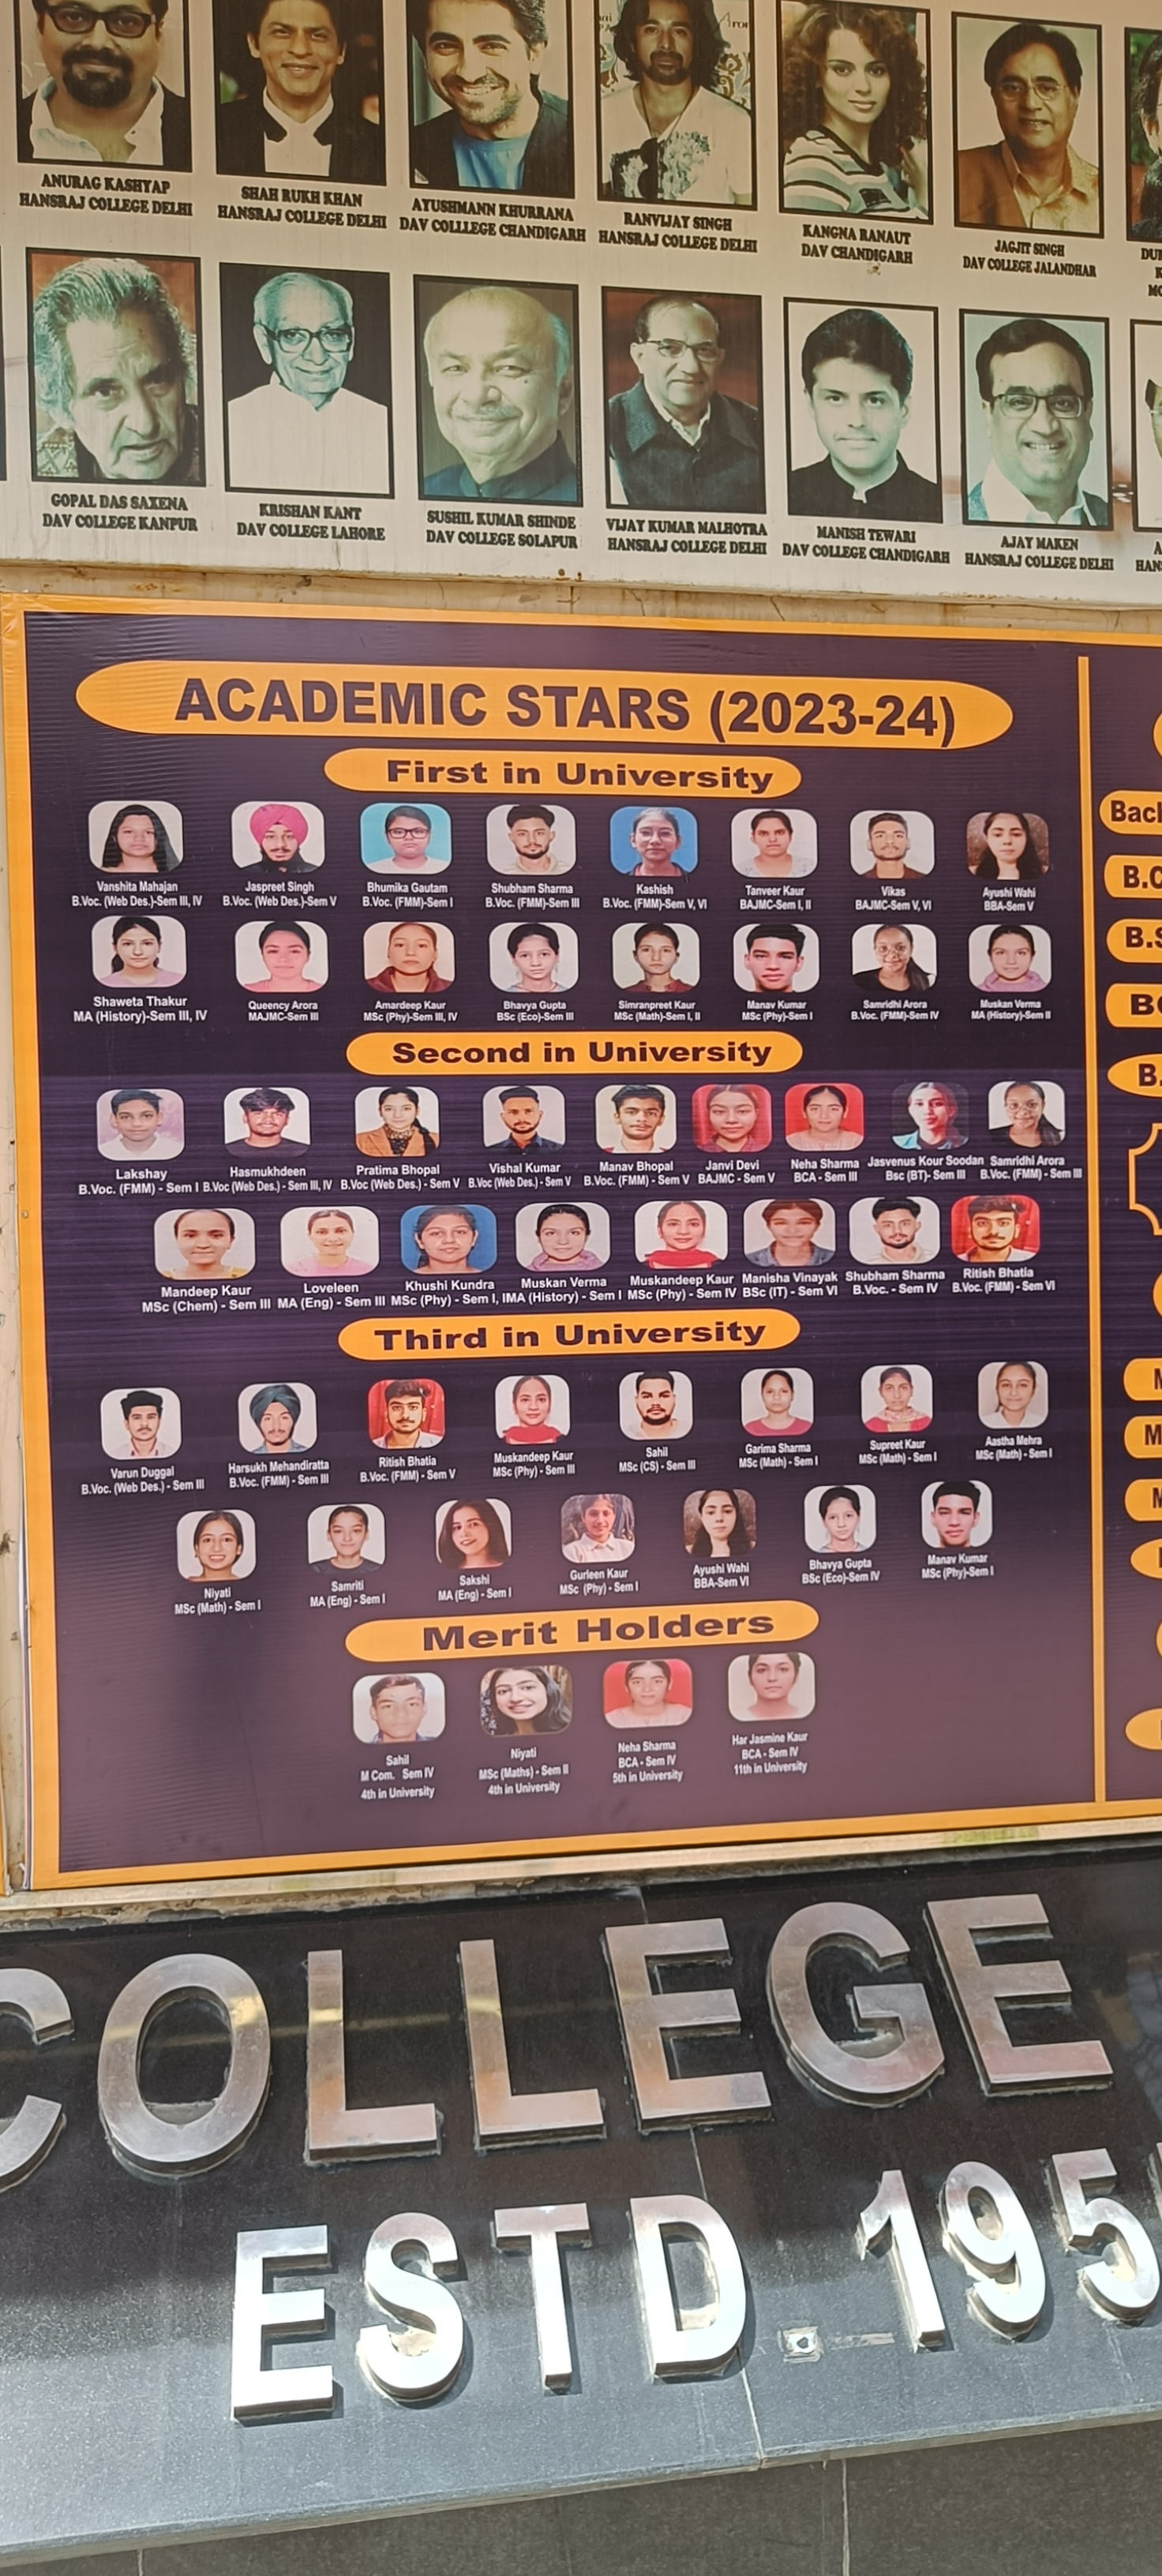 ANURAG KASHYAP
HANSRAJ COLLEGE DELHI
SHAH RUKH KHAN
HANSRAJ COLLEGE DELHI
AYUSHMANN KHURRANA
DAV COLLLEGE CHANDIGARH
RANVIJAY SINGH
HANSRAJ COLLEGE DELHI
KANGNA RANAUT
DAV CHANDIGARH
JAGJIT SINGH
DAV COLLEGE JALANDHAR
GOPAL DAS SAXENA
DAV COLLEGE KANPUR
KRISHAN KANT
DAV COLLEGE LAHORE
SUSHIL KUMAR SHINDE
DAV COLLEGE SOLAPUR
VIJAY KUMAR MALHOTRA
HANSRAJ COLLEGE DELHI
MANISH TEWARI
DAV COLLEGE CHANDIGARH
AJAY MAKEN
HANSRAJ COLLEGE DELHI
ACADEMIC STARS (2023-24)
First in University
Vanshita Mahajan
B.Voc. (Web Des.)-Sem III, IV
Jaspreet Singh
B.Voc. (Web Des.)-Sem V
Bhumika Gautam
B.Voc. (FMM)-Sem I
Shubham Sharma
B.Voc. (FMM)-Sem III
Kashish
B.Voc. (FMM)-Sem V, VI
Tanveer Kaur
BAJMC-Sem I, II
Vikas
BAJMC-Sem V, VI
Ayushi Wahi
BBA-Sem V
Shaweta Thakur
MA (History)-Sem III, IV
Queency Arora
MAJMC-Sem III
Amardeep Kaur
MSc (Phy)-Sem III, IV
Bhavya Gupta
BSc (Eco)-Sem III
Simranpreet Kaur
MSc (Math)-Sem I, II
Manav Kumar
MSc (Phy)-Sem I
Samridhi Arora
B.Voc. (FMM)-Sem IV
Muskan Verma
MA (History)-Sem II
Second in University
Lakshay
B.Voc. (FMM) - Sem I
Hasmukhdeen
B.Voc (Web Des.) - Sem III, IV
Pratima Bhopal
B.Voc (Web Des.) - Sem V
Vishal Kumar
B.Voc (Web Des.) - Sem V
Manav Bhopal
B.Voc. (FMM) - Sem V
Janvi Devi
BAJMC - Sem V
Neha Sharma
BCA - Sem III
Jasvenus Kour Soodan
Bsc (BT)- Sem III
Samridhi Arora
B.Voc. (FMM) - Sem III
Mandeep Kaur
MSc (Chem) - Sem III
Loveleen
MA (Eng) - Sem III
Khushi Kundra
MSc (Phy) - Sem I, I
Muskan Verma
MA (History) - Sem I
Muskandeep Kaur
MSc (Phy) - Sem IV
Manisha Vinayak
BSc (IT) - Sem VI
Shubham Sharma
B.Voc. - Sem IV
Ritish Bhatia
B.Voc. (FMM) - Sem VI
Third in University
Varun Duggal
B.Voc. (Web Des.) - Sem III
Harsukh Mehandiratta
B.Voc. (FMM) - Sem III
Ritish Bhatia
B.Voc. (FMM) - Sem V
Muskandeep Kaur
MSc (Phy) - Sem III
Sahil
MSc (CS) - Sem III
Garima Sharma
MSc (Math) - Sem I
Supreet Kaur
MSc (Math) - Sem I
Aastha Mehra
MSc (Math) - Sem I
Niyati
MSc (Math) - Sem I
Samriti
MA (Eng) - Sem I
Sakshi
MA (Eng) - Sem I
Gurleen Kaur
MSc (Phy) - Sem I
Ayushi Wahi
BBA-Sem VI
Bhavya Gupta
BSc (Eco)-Sem IV
Manav Kumar
MSc (Phy)-Sem I
Merit Holders
Sahil
M Com. Sem IV
4th in University
Niyati
MSc (Maths) - Sem II
4th in University
Neha Sharma
BCA - Sem IV
5th in University
Har Jasmine Kaur
BCA - Sem IV
11th in University
COLLEGE
ESTD. 195